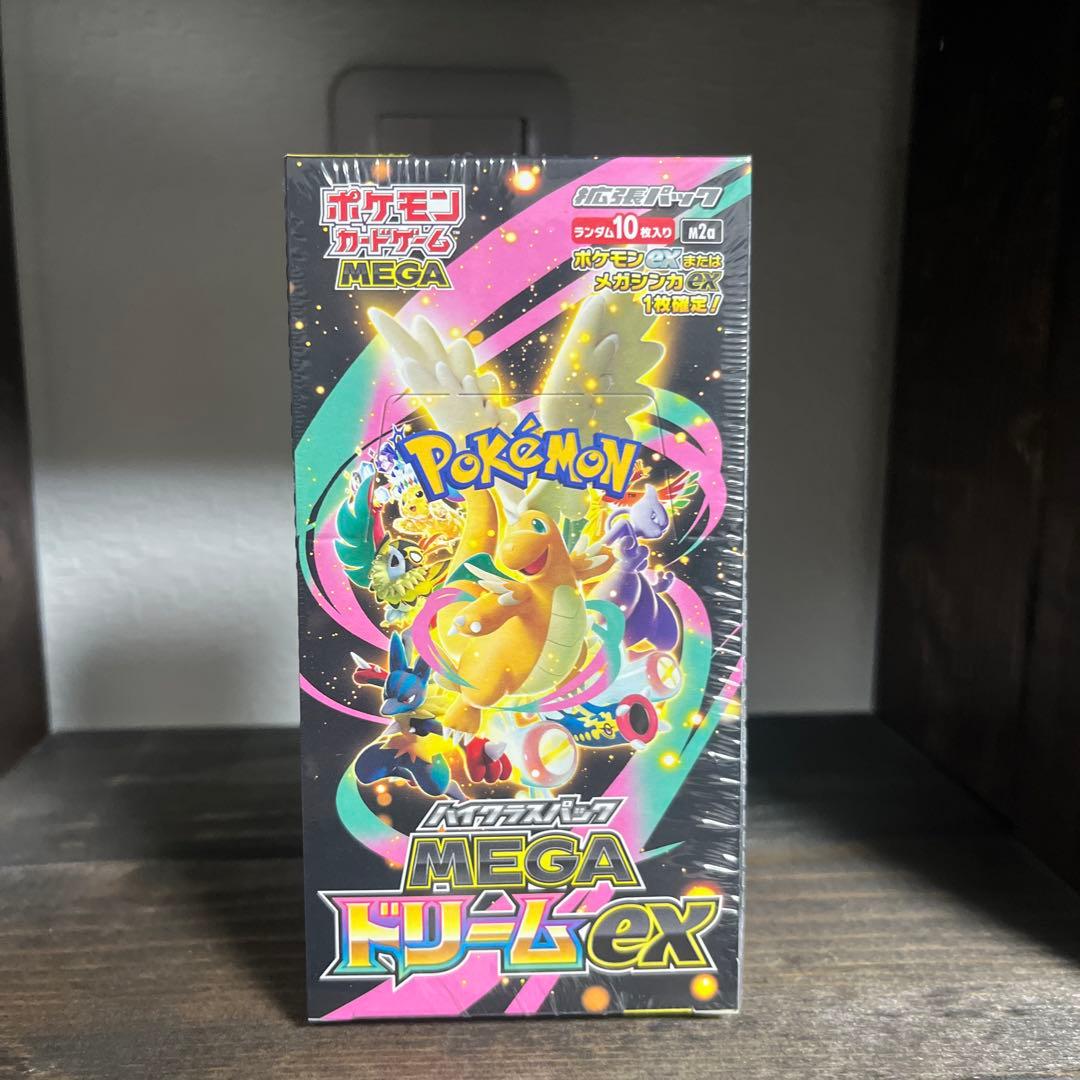 ポケモン
カードゲーム
MEGA
拡張パック
ランダム10枚入り M2a
ポケモンexまたは
メガシンカex
1枚確定!
POKéMON
ハイクラスパック
MEGA
ドリームex